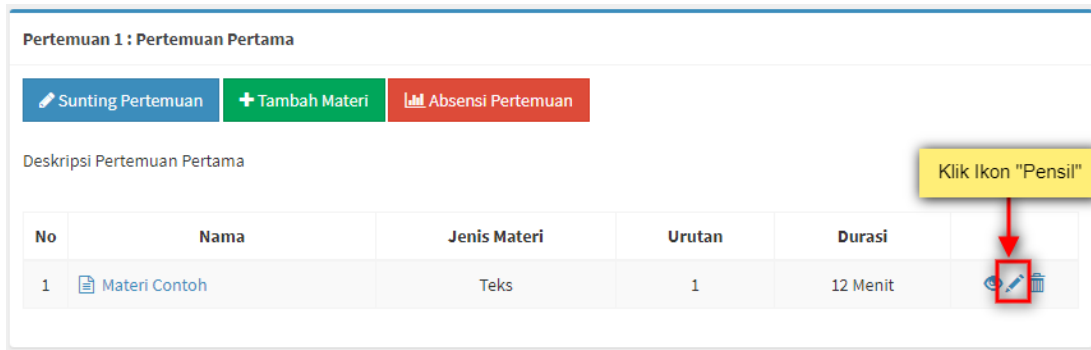 Pertemuan 1 : Pertemuan Pertama
Sunting Pertemuan Tambah Materi Absensi Pertemuan
Deskripsi Pertemuan Pertama
Klik Ikon "Pensil"
No Nama Jenis Materi Urutan Durasi
1 Materi Contoh Teks 1 12 Menit